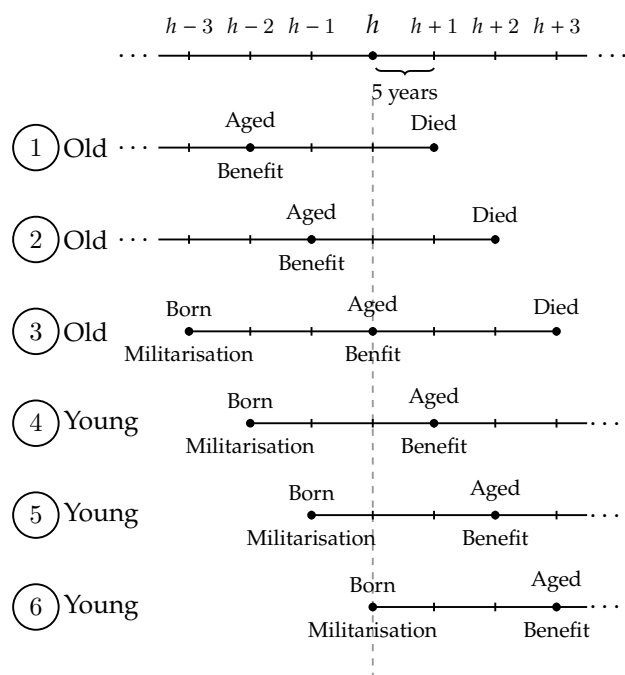 h − 3 h − 2 h − 1 h h + 1 h + 2 h + 3
··· ···
5 years
Aged Died
1 Old ···
Benefit
Aged Died
2 Old ···
Benefit
Born Aged Died
3 Old
Militarisation Benfit
Born Aged
4 Young ···
Militarisation Benefit
Born Aged
5 Young ···
Militarisation Benefit
Born Aged
6 Young ···
Militarisation Benefit